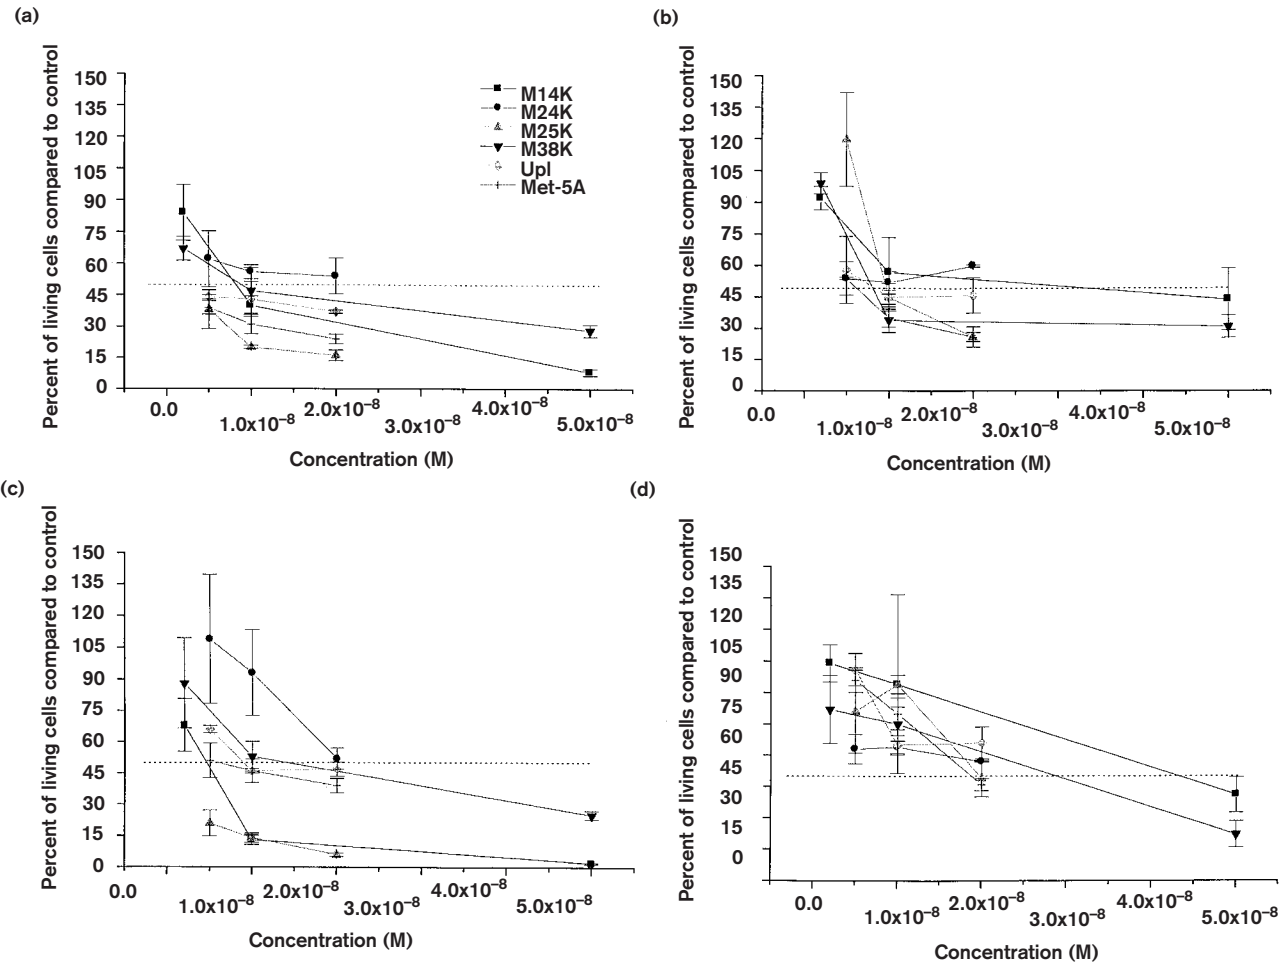 (a)
Percent of living cells compared to control
150
135
120
105
90
75
60
45
30
15
0
M14K
M24K
M25K
M38K
Upl
Met-5A
0.0
1.0x10⁻⁸
2.0x10⁻⁸
3.0x10⁻⁸
4.0x10⁻⁸
5.0x10⁻⁸
Concentration (M)
(b)
Percent of living cells compared to control
150
135
120
105
90
75
60
45
30
15
0
0.0
1.0x10⁻⁸
2.0x10⁻⁸
3.0x10⁻⁸
4.0x10⁻⁸
5.0x10⁻⁸
Concentration (M)
(c)
Percent of living cells compared to control
150
135
120
105
90
75
60
45
30
15
0
0.0
1.0x10⁻⁸
2.0x10⁻⁸
3.0x10⁻⁸
4.0x10⁻⁸
5.0x10⁻⁸
Concentration (M)
(d)
Percent of living cells compared to control
150
135
120
105
90
75
60
45
30
15
0
0.0
1.0x10⁻⁸
2.0x10⁻⁸
3.0x10⁻⁸
4.0x10⁻⁸
5.0x10⁻⁸
Concentration (M)